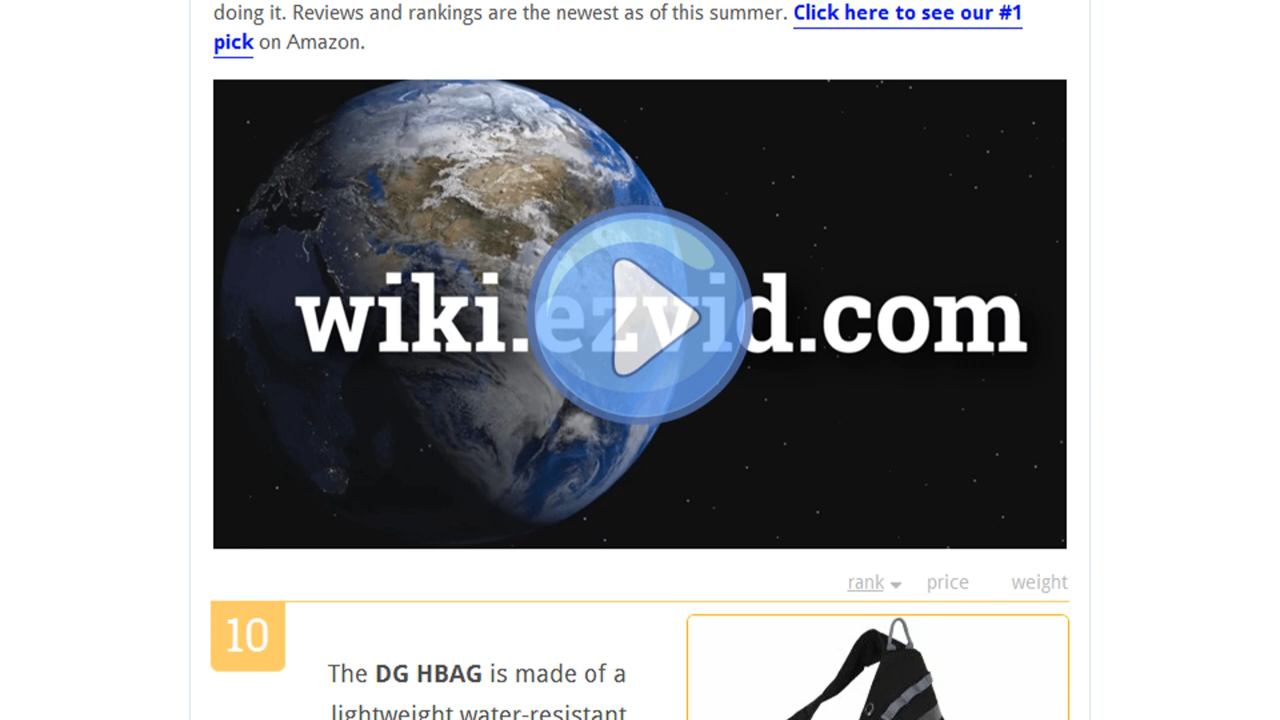 doing it. Reviews and rankings are the newest as of this summer. Click here to see our #1
pick on Amazon.
wiki.ezvid.com
rank price weight
10
The DG HBAG is made of a
lightweight water-resistant